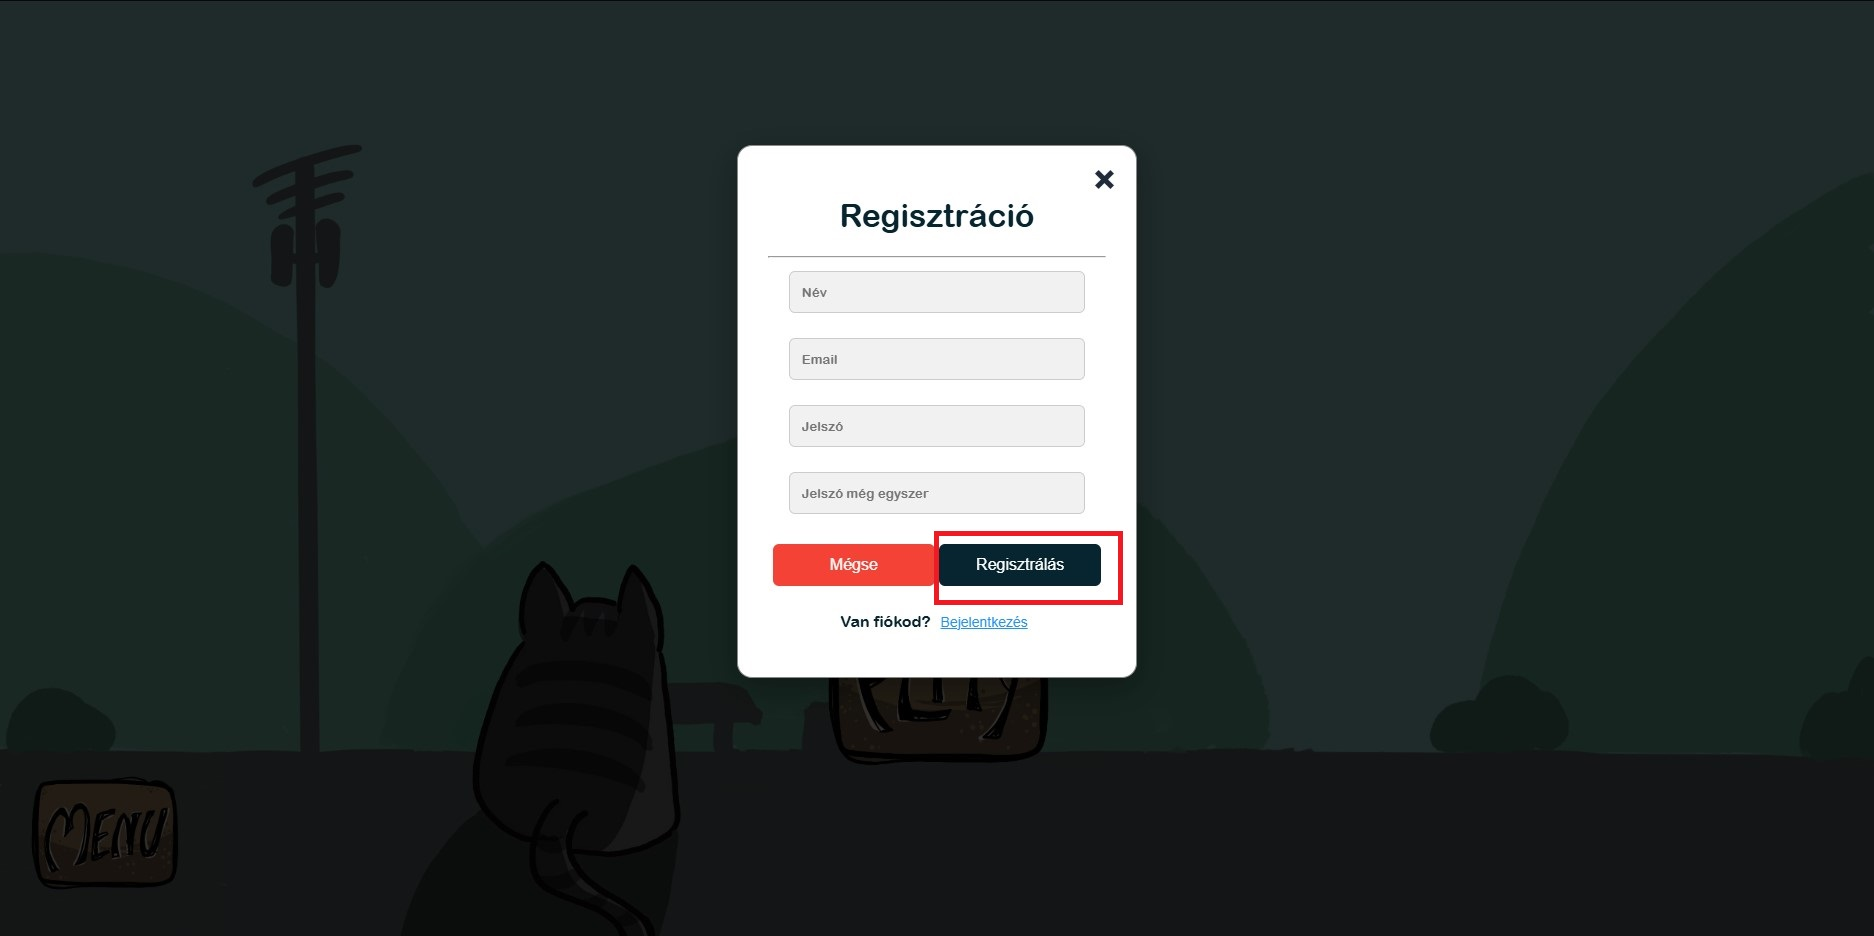 Regisztráció
Név
Email
Jelszó
Jelszó még egyszer
Mégse
Regisztrálás
Van fiókod? Bejelentkezés
MENU